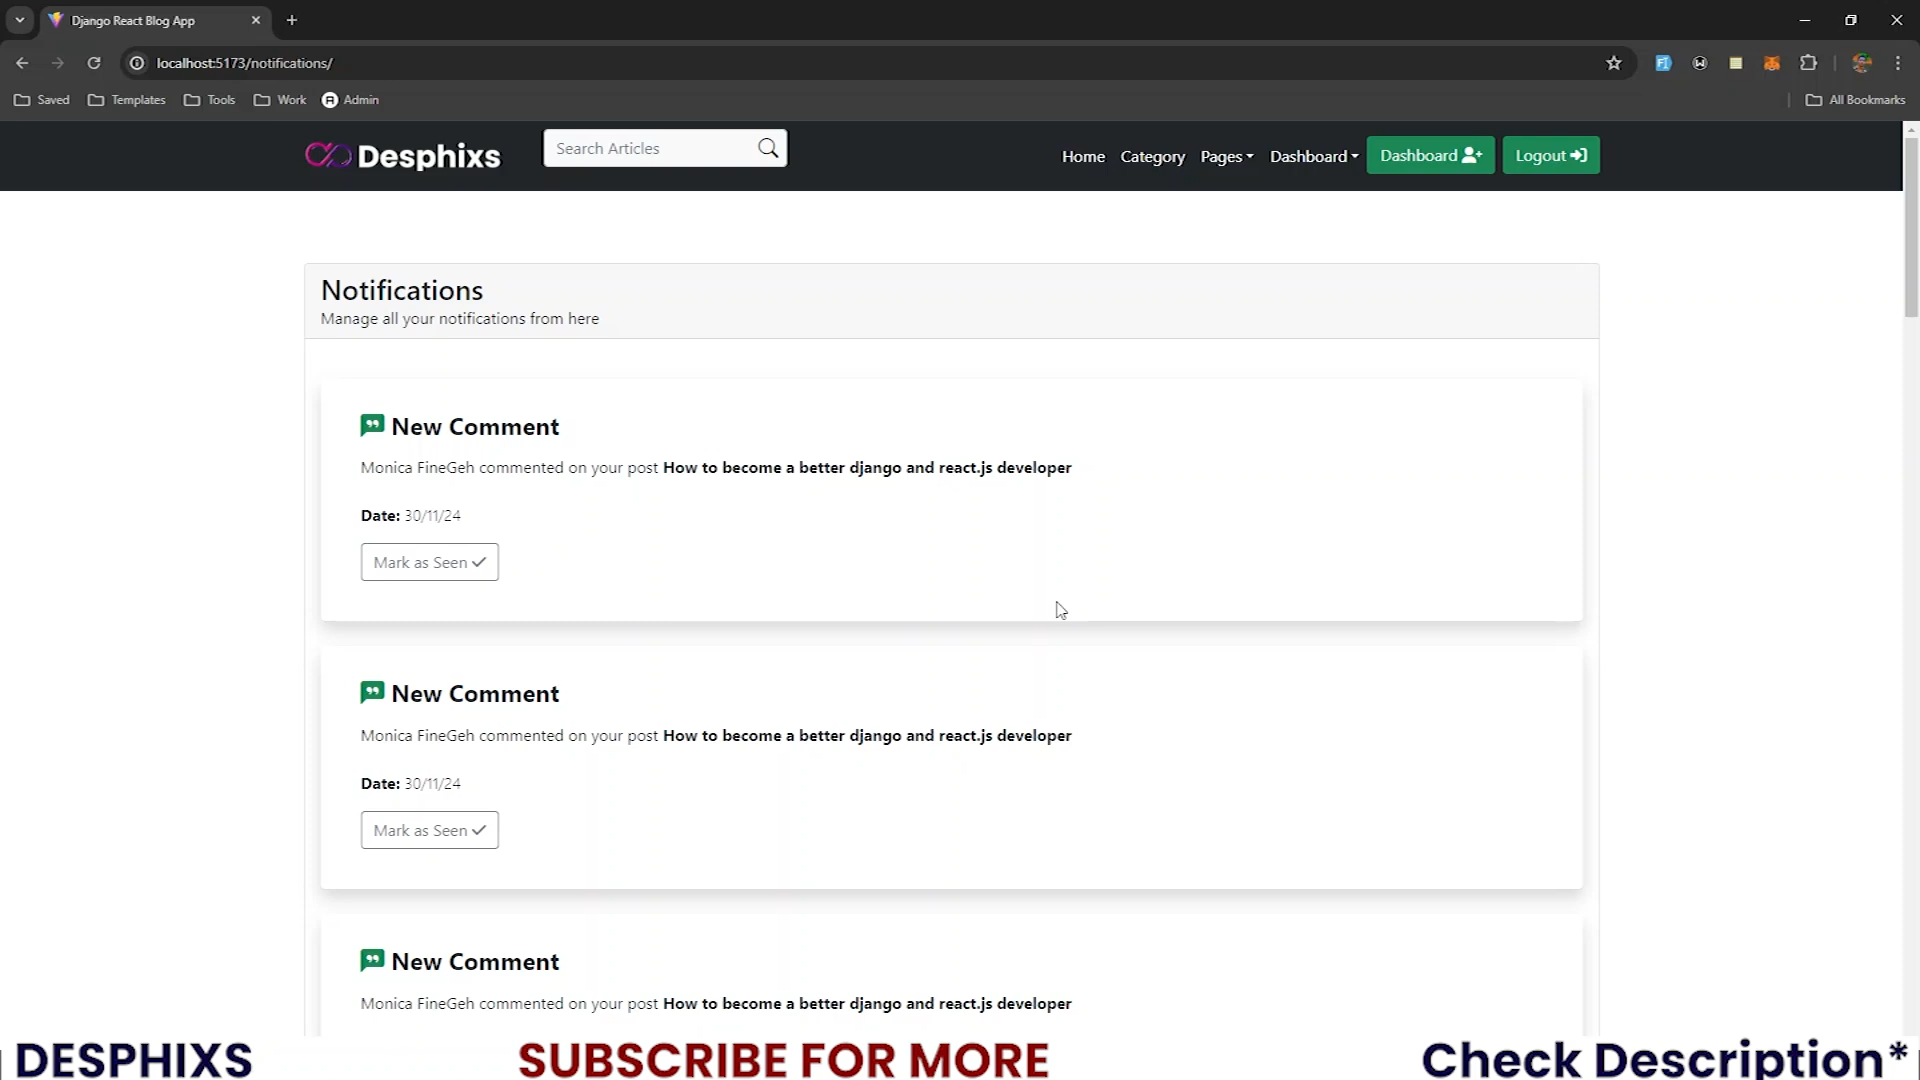 Django React Blog App
localhost:5173/notifications/
Saved Templates Tools Work Admin All Bookmarks
Desphixs Search Articles Home Category Pages Dashboard Dashboard Logout
Notifications
Manage all your notifications from here
New Comment
Monica FineGeh commented on your post How to become a better django and react.js developer
Date: 30/11/24
Mark as Seen
New Comment
Monica FineGeh commented on your post How to become a better django and react.js developer
Date: 30/11/24
Mark as Seen
New Comment
Monica FineGeh commented on your post How to become a better django and react.js developer
DESPHIXS SUBSCRIBE FOR MORE Check Description*